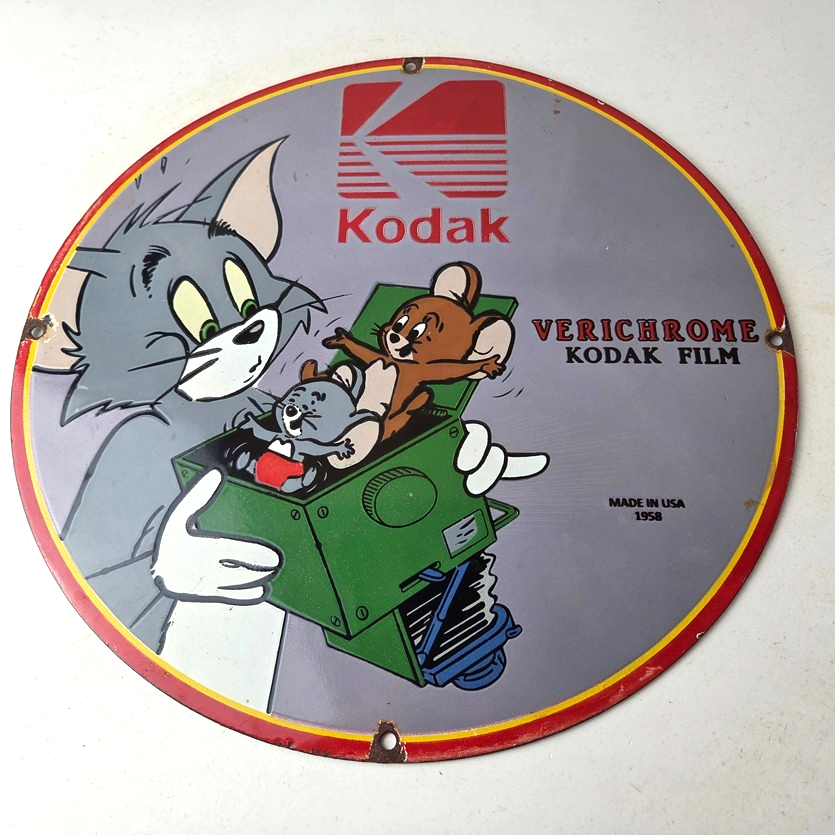 Kodak
VERICHROME
KODAK FILM
MADE IN USA
1958